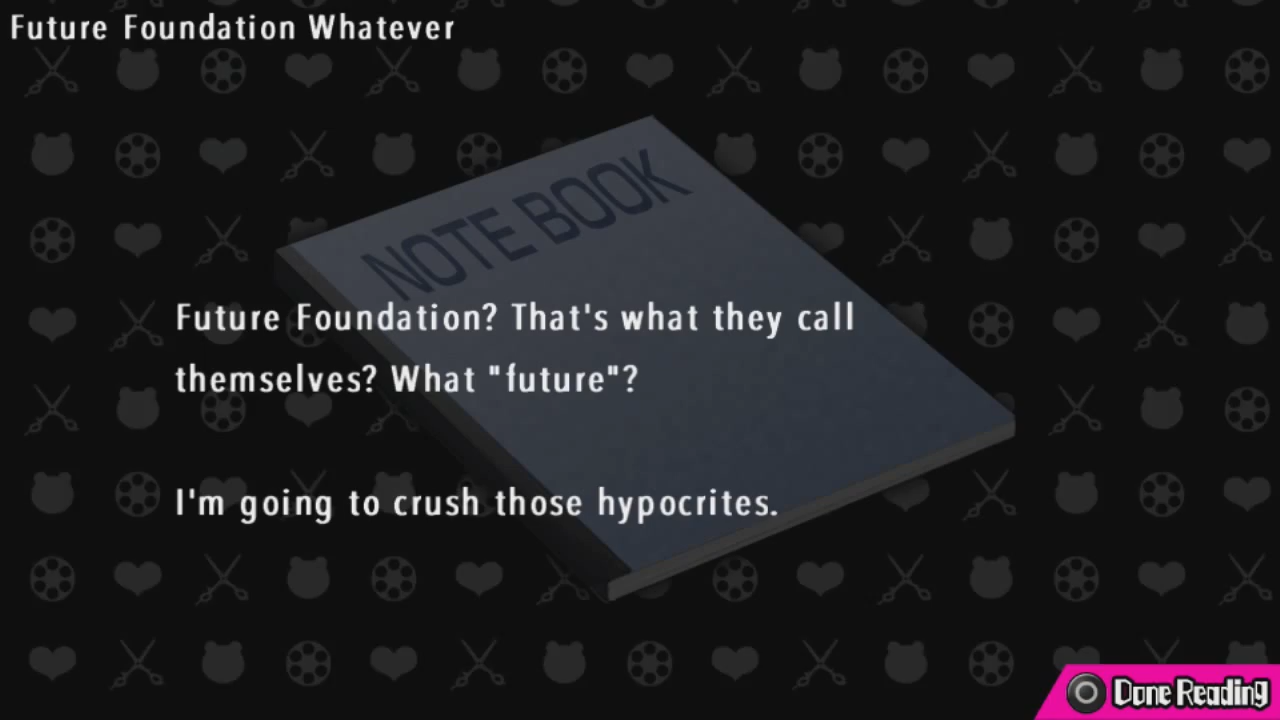 Future Foundation Whatever
NOTE BOOK
Future Foundation? That's what they call
themselves? What "future"?
I'm going to crush those hypocrites.
Done Reading